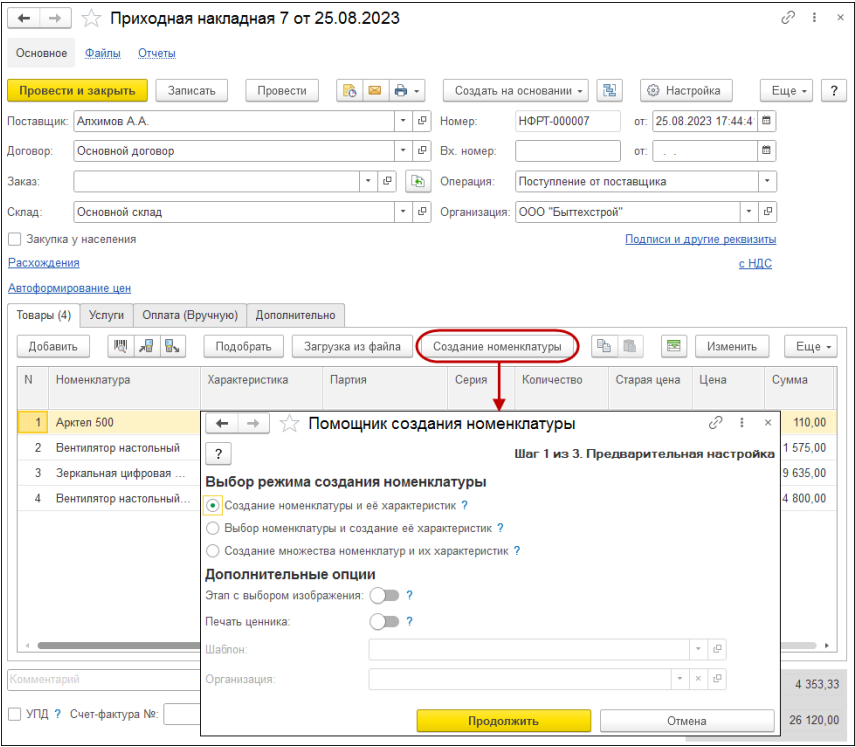 Приходная накладная 7 от 25.08.2023
Основное Файлы Отчеты
Провести и закрыть Записать Провести Создать на основании Настройка Еще ?
Поставщик: Алхимов А.А. Номер: НФРТ-000007 от: 25.08.2023 17:44:4
Договор: Основной договор Вх. номер: от: . .
Заказ: Операция: Поступление от поставщика
Склад: Основной склад Организация: ООО "Быттехстрой"
Закупка у населения Подписи и другие реквизиты
Расхождения с НДС
Автоформирование цен
Товары (4) Услуги Оплата (Вручную) Дополнительно
Добавить Подобрать Загрузка из файла Создание номенклатуры Изменить Еще
N Номенклатура Характеристика Партия Серия Количество Старая цена Цена Сумма
1 Арктел 500 110,00
2 Вентилятор настольный 1 575,00
3 Зеркальная цифровая ... 9 635,00
4 Вентилятор настольный... 4 800,00
Помощник создания номенклатуры
? Шаг 1 из 3. Предварительная настройка
Выбор режима создания номенклатуры
Создание номенклатуры и её характеристик ?
Выбор номенклатуры и создание её характеристик ?
Создание множества номенклатур и их характеристик ?
Дополнительные опции
Этап с выбором изображения: ?
Печать ценника: ?
Шаблон:
Организация:
Продолжить Отмена
Комментарий 4 353,33
УПД ? Счет-фактура №: 26 120,00